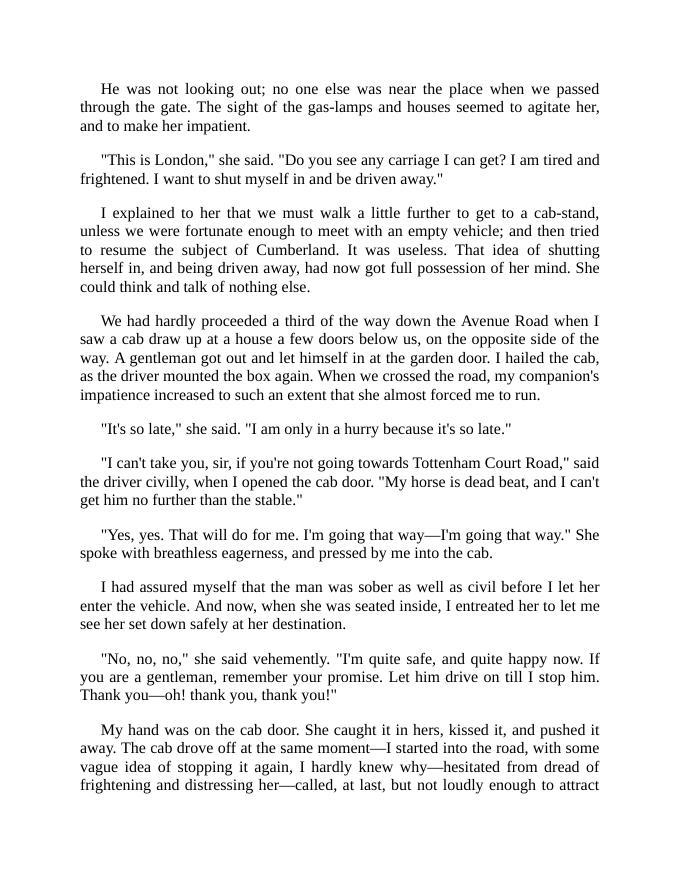 He was not looking out; no one else was near the place when we passed
through the gate. The sight of the gas-lamps and houses seemed to agitate her,
and to make her impatient.
"This is London," she said. "Do you see any carriage I can get? I am tired and
frightened. I want to shut myself in and be driven away."
I explained to her that we must walk a little further to get to a cab-stand,
unless we were fortunate enough to meet with an empty vehicle; and then tried
to resume the subject of Cumberland. It was useless. That idea of shutting
herself in, and being driven away, had now got full possession of her mind. She
could think and talk of nothing else.
We had hardly proceeded a third of the way down the Avenue Road when I
saw a cab draw up at a house a few doors below us, on the opposite side of the
way. A gentleman got out and let himself in at the garden door. I hailed the cab,
as the driver mounted the box again. When we crossed the road, my companion's
impatience increased to such an extent that she almost forced me to run.
"It's so late," she said. "I am only in a hurry because it's so late."
"I can't take you, sir, if you're not going towards Tottenham Court Road," said
the driver civilly, when I opened the cab door. "My horse is dead beat, and I can't
get him no further than the stable."
"Yes, yes. That will do for me. I'm going that way—I'm going that way." She
spoke with breathless eagerness, and pressed by me into the cab.
I had assured myself that the man was sober as well as civil before I let her
enter the vehicle. And now, when she was seated inside, I entreated her to let me
see her set down safely at her destination.
"No, no, no," she said vehemently. "I'm quite safe, and quite happy now. If
you are a gentleman, remember your promise. Let him drive on till I stop him.
Thank you—oh! thank you, thank you!"
My hand was on the cab door. She caught it in hers, kissed it, and pushed it
away. The cab drove off at the same moment—I started into the road, with some
vague idea of stopping it again, I hardly knew why—hesitated from dread of
frightening and distressing her—called, at last, but not loudly enough to attract